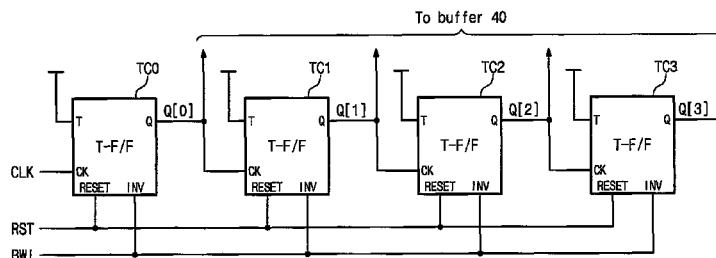 To buffer 40
TC0 TC1 TC2 TC3
Q[0] Q[1] Q[2] Q[3]
T Q T Q T Q T Q
T-F/F T-F/F T-F/F T-F/F
CLK CK CK CK CK
RESET INV RESET INV RESET INV RESET INV
RST